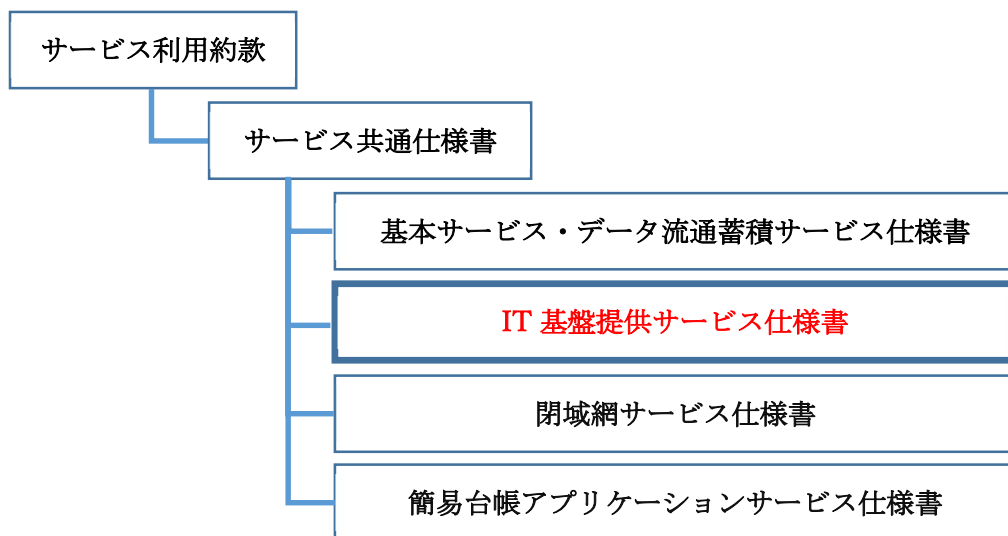 サービス利用約款
サービス共通仕様書
基本サービス・データ流通蓄積サービス仕様書
IT 基盤提供サービス仕様書
閉域網サービス仕様書
簡易台帳アプリケーションサービス仕様書